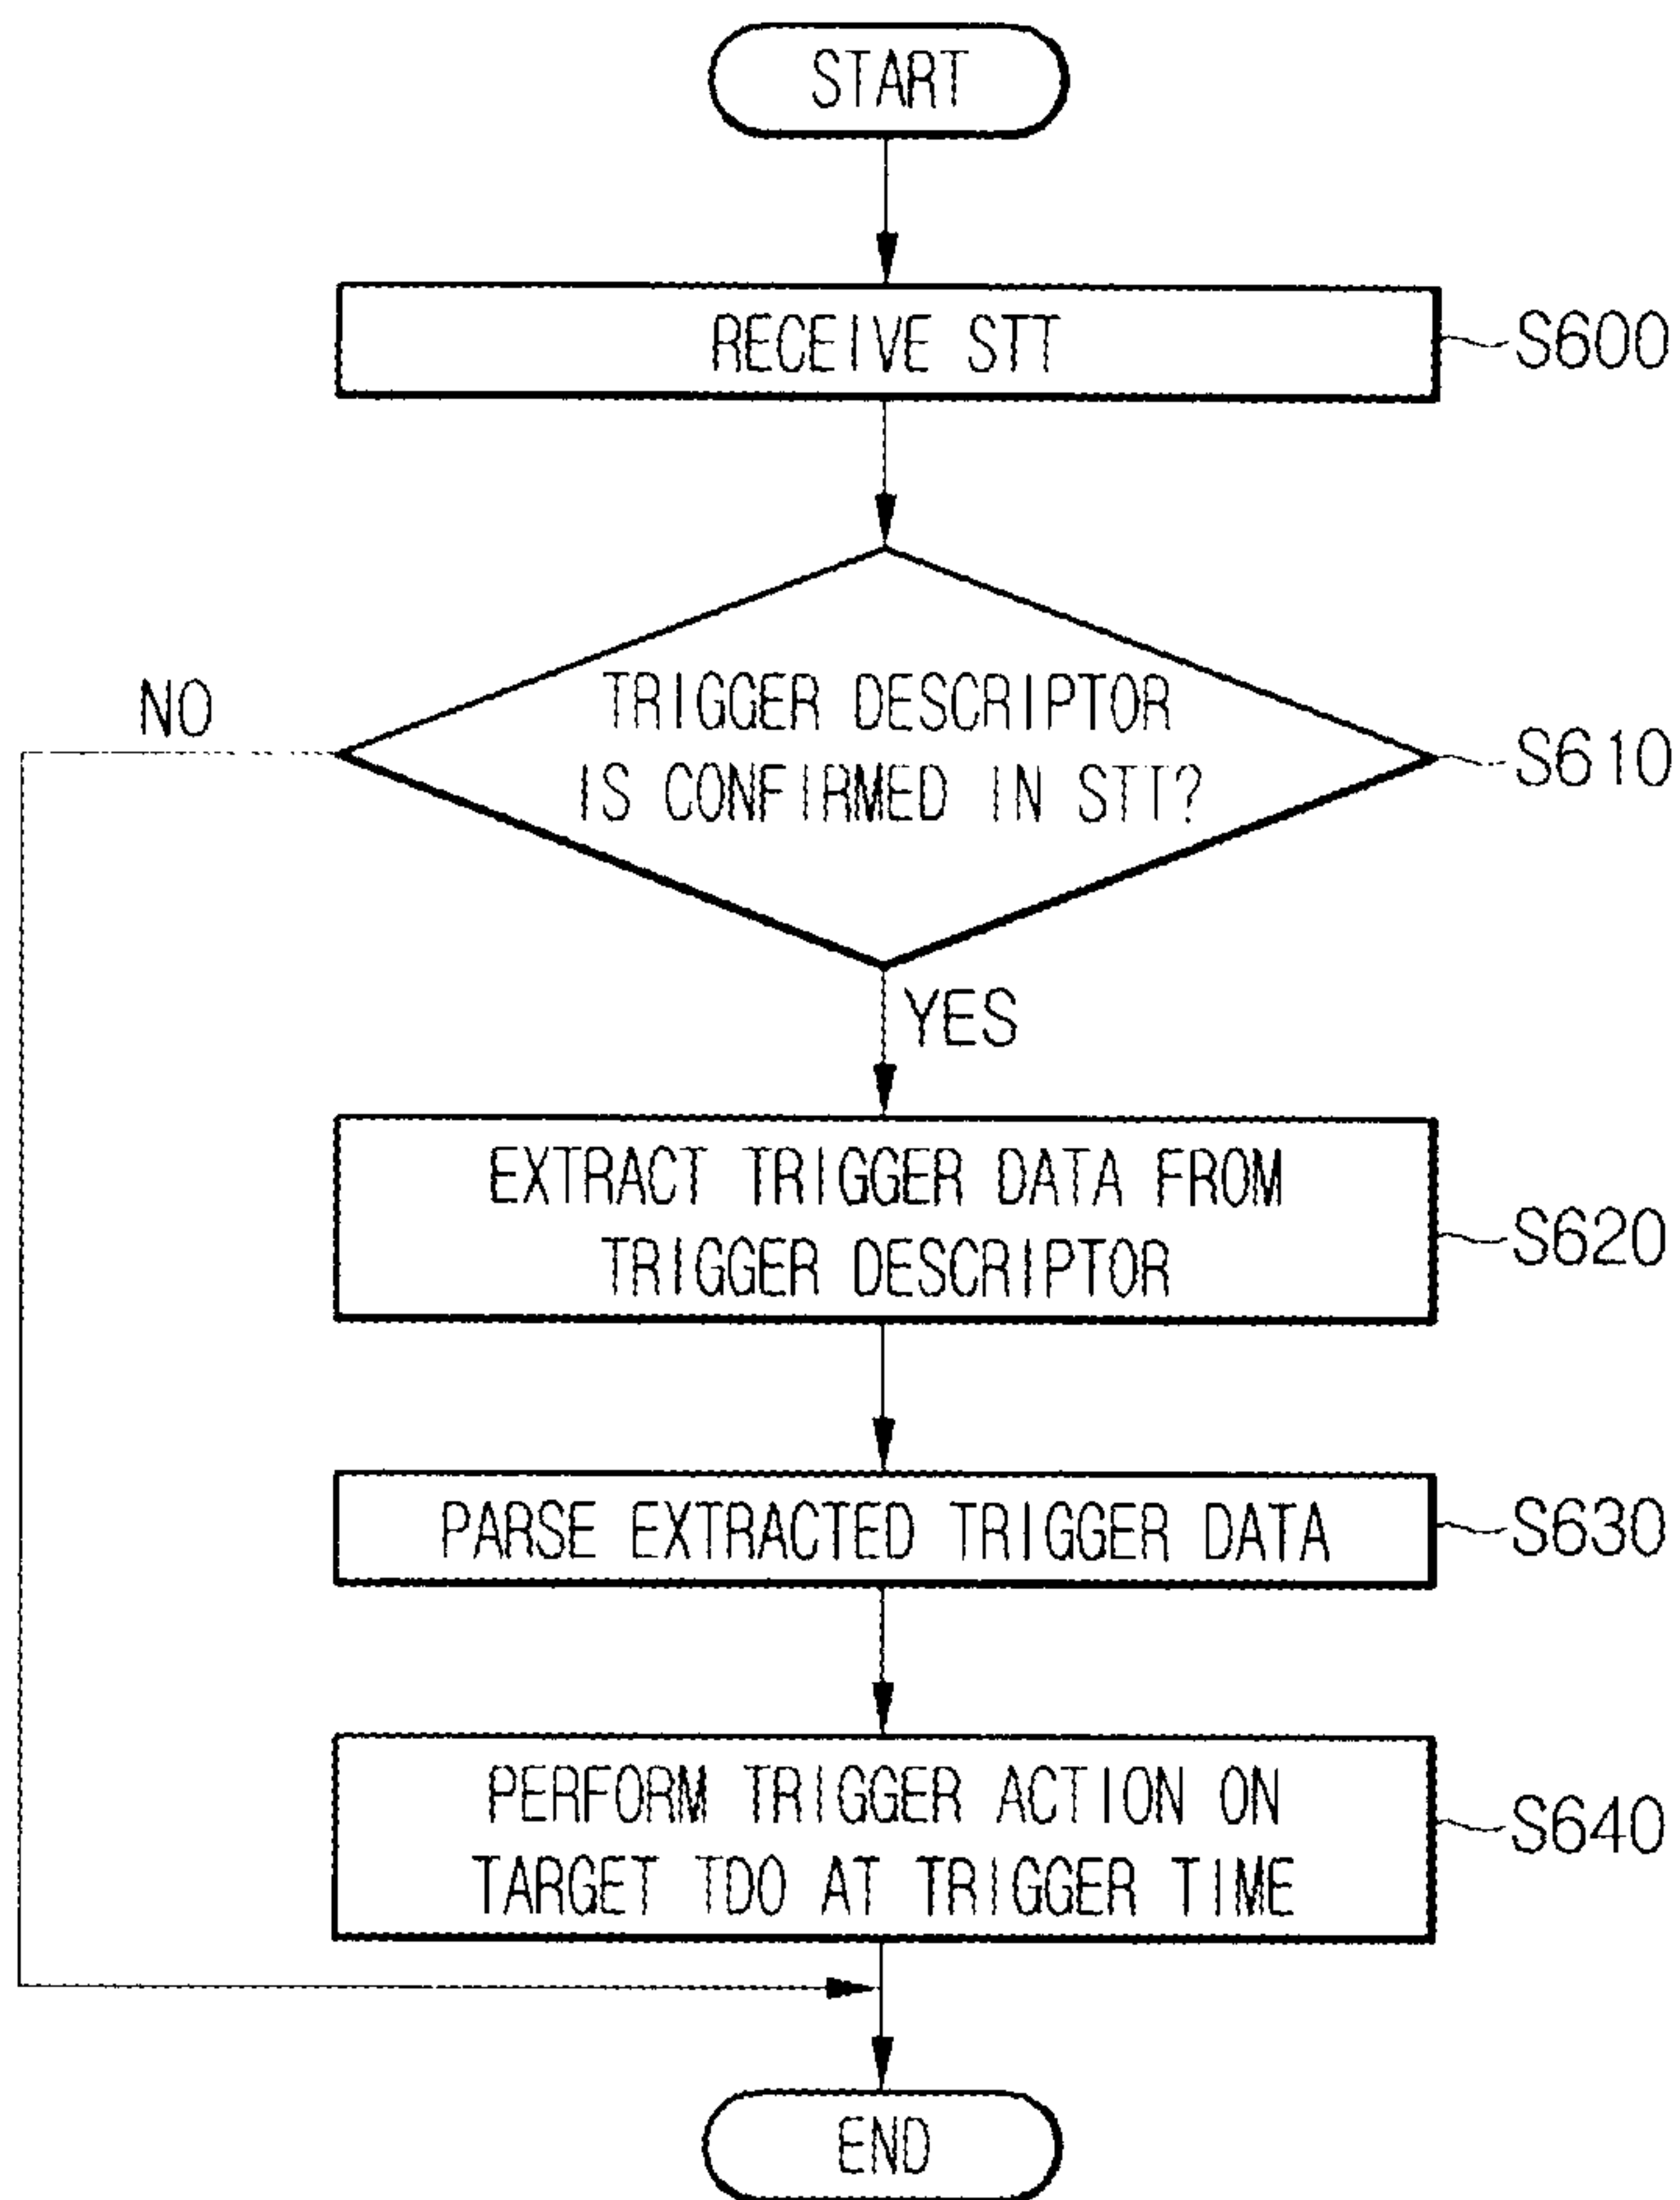 START
RECEIVE STT
S600
TRIGGER DESCRIPTOR
IS CONFIRMED IN STT?
S610
NO
YES
EXTRACT TRIGGER DATA FROM
TRIGGER DESCRIPTOR
S620
PARSE EXTRACTED TRIGGER DATA
S630
PERFORM TRIGGER ACTION ON
TARGET TDO AT TRIGGER TIME
S640
END